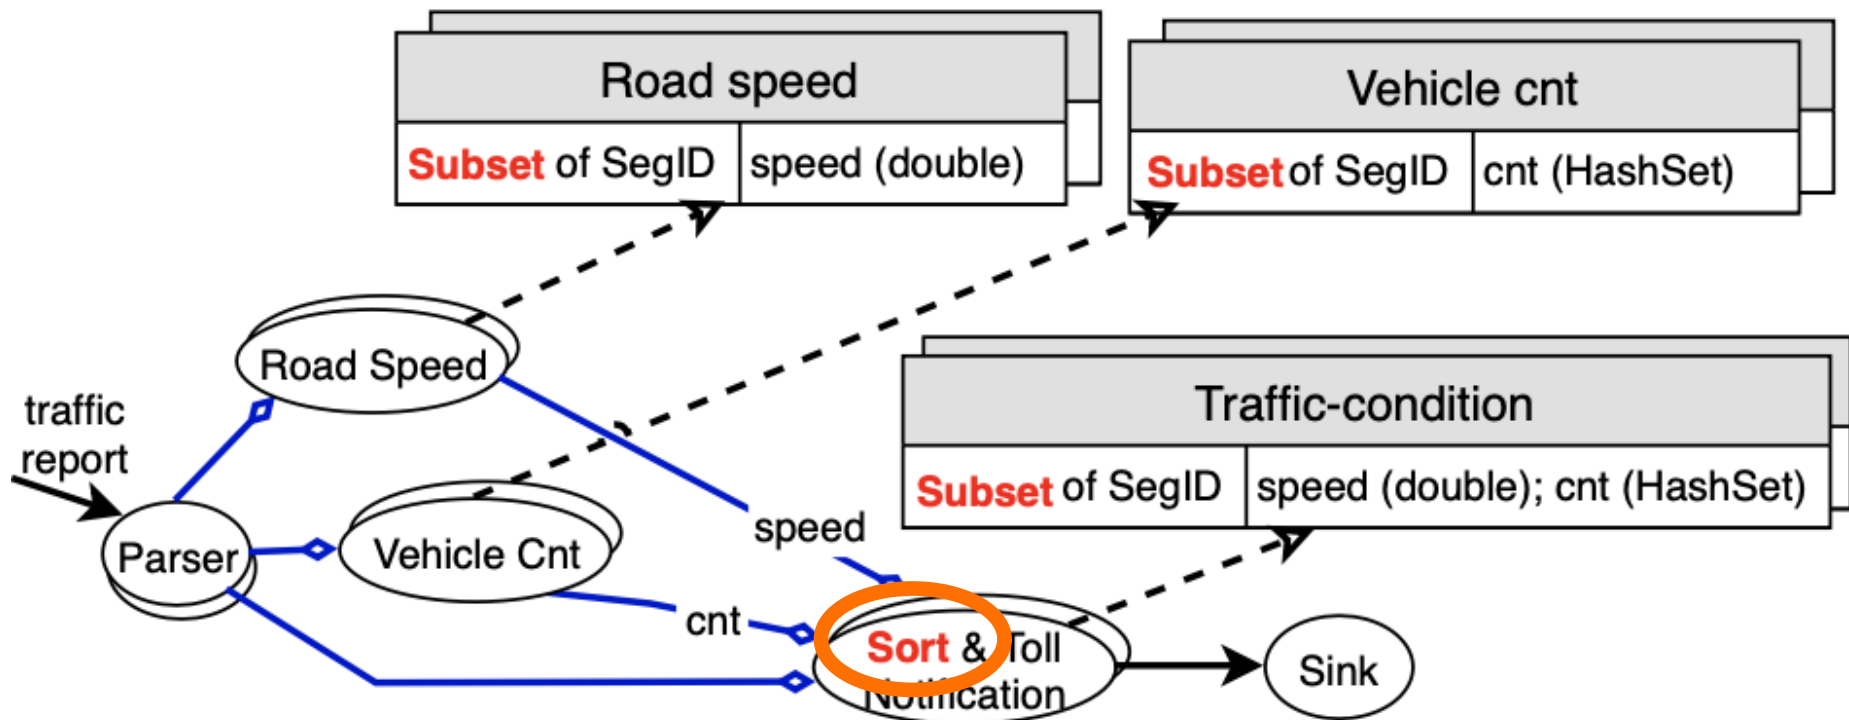 Road speed
Subset of SegID
speed (double)
Vehicle cnt
Subset of SegID
cnt (HashSet)
Road Speed
traffic
report
Traffic-condition
Subset of SegID
speed (double); cnt (HashSet)
Parser
Vehicle Cnt
speed
cnt
Sort & Toll
Notification
Sink